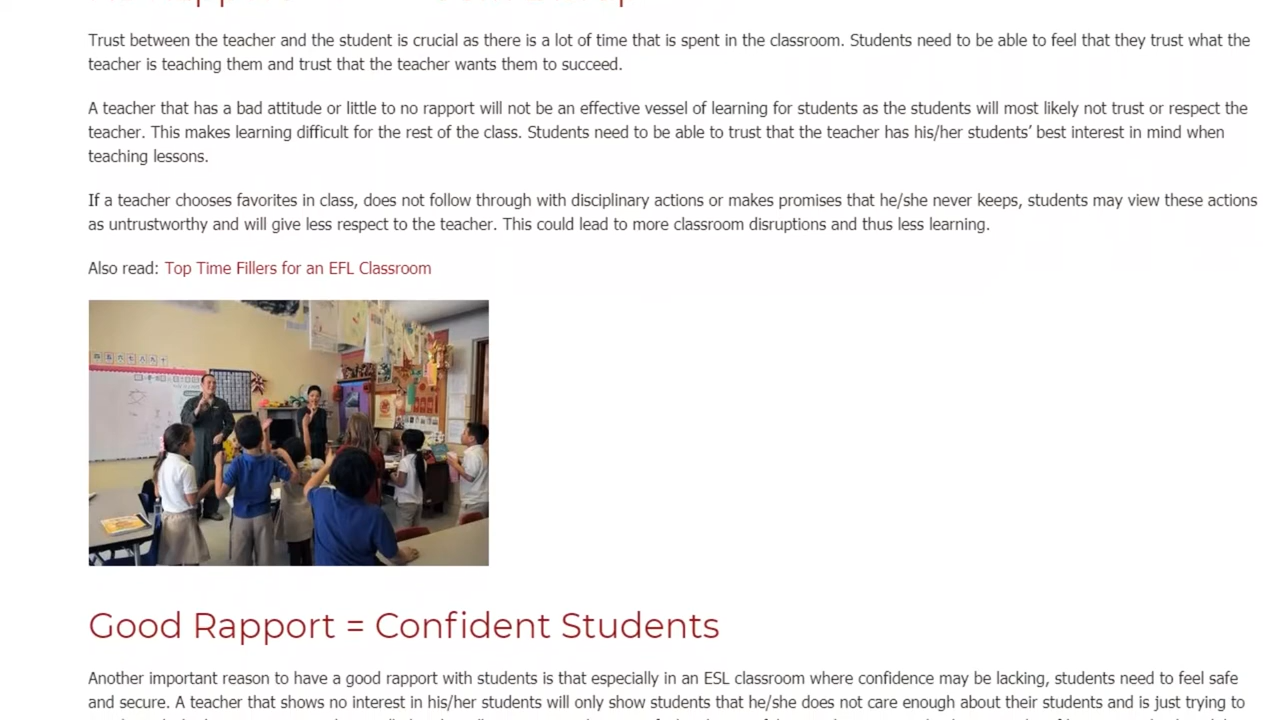 Trust between the teacher and the student is crucial as there is a lot of time that is spent in the classroom. Students need to be able to feel that they trust what the
teacher is teaching them and trust that the teacher wants them to succeed.
A teacher that has a bad attitude or little to no rapport will not be an effective vessel of learning for students as the students will most likely not trust or respect the
teacher. This makes learning difficult for the rest of the class. Students need to be able to trust that the teacher has his/her students’ best interest in mind when
teaching lessons.
If a teacher chooses favorites in class, does not follow through with disciplinary actions or makes promises that he/she never keeps, students may view these actions
as untrustworthy and will give less respect to the teacher. This could lead to more classroom disruptions and thus less learning.
Also read: Top Time Fillers for an EFL Classroom
四 五 六 七 八 九 十
Good Rapport = Confident Students
Another important reason to have a good rapport with students is that especially in an ESL classroom where confidence may be lacking, students need to feel safe
and secure. A teacher that shows no interest in his/her students will only show students that he/she does not care enough about their students and is just trying to